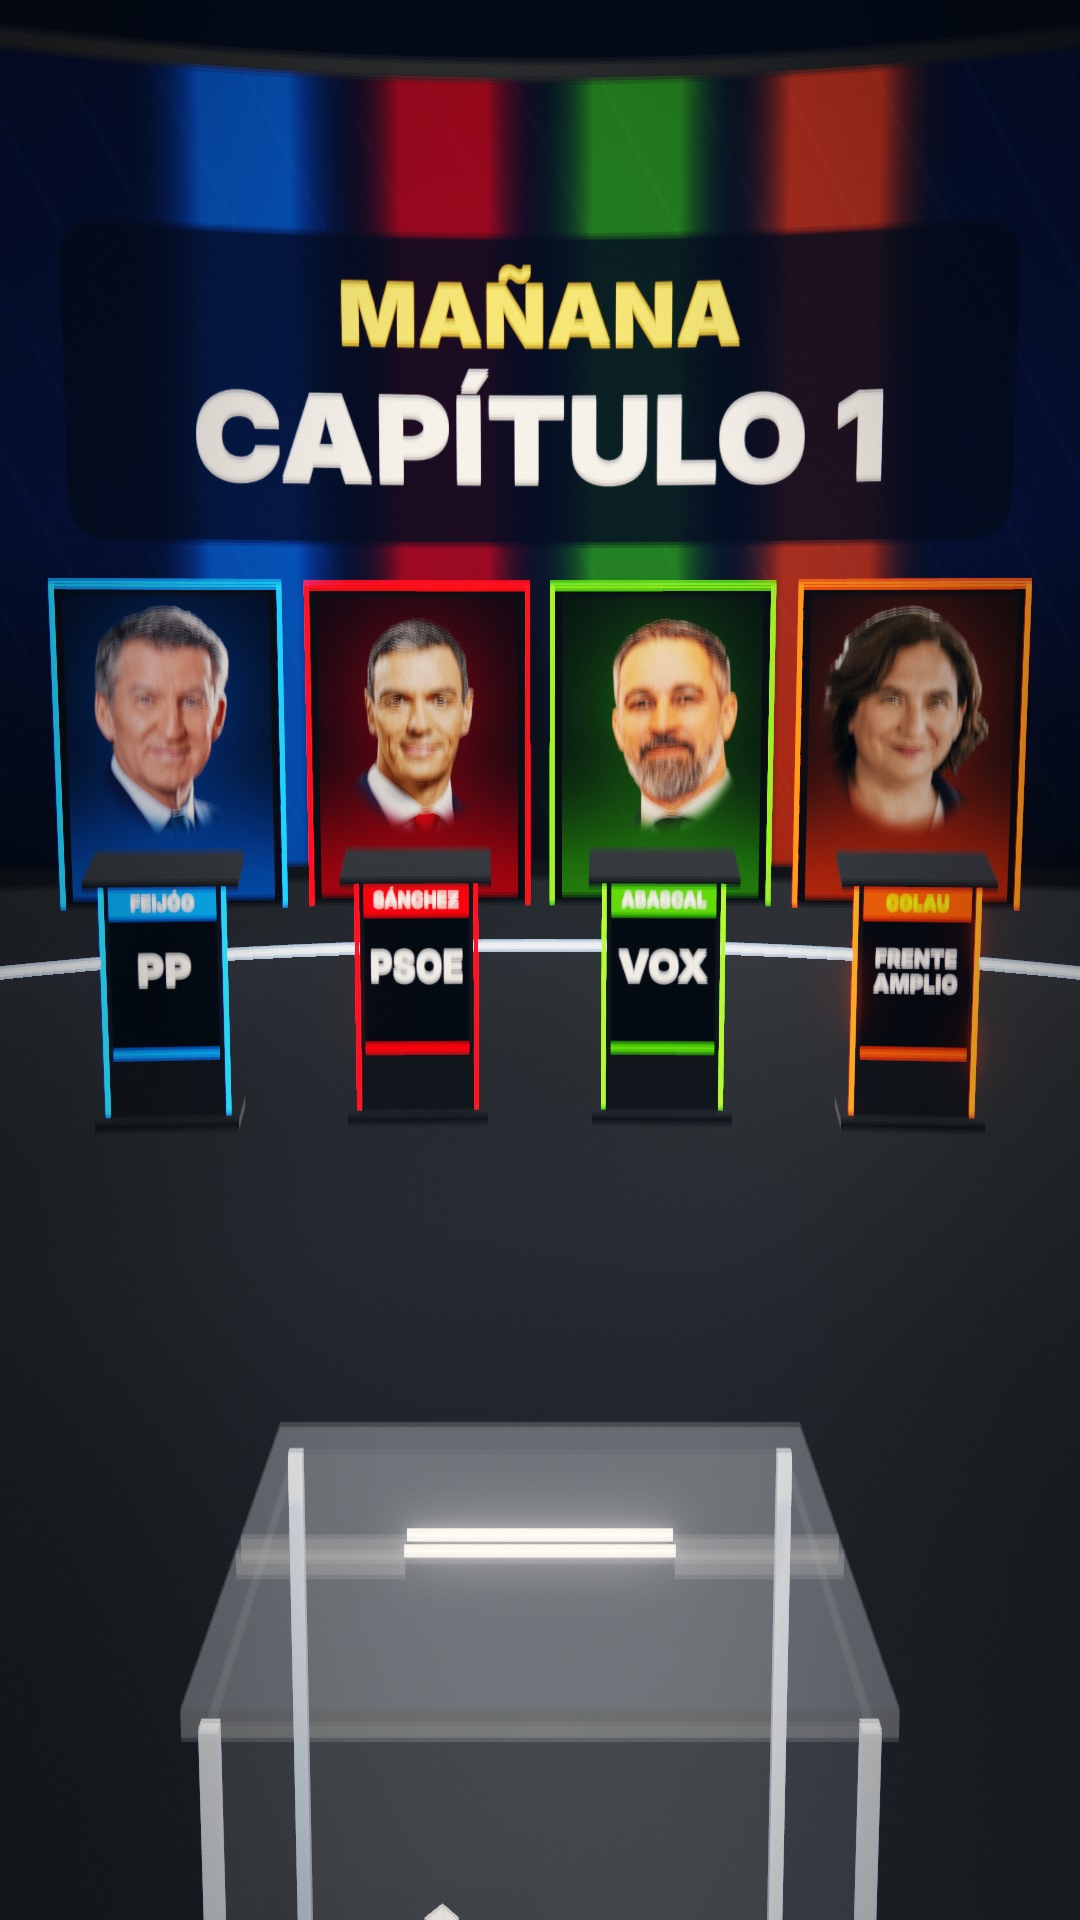 MAÑANA
CAPÍTULO 1
FEIJÓO
SÁNCHEZ
ABASCAL
COLAU
PP
PSOE
VOX
FRENTE
AMPLIO